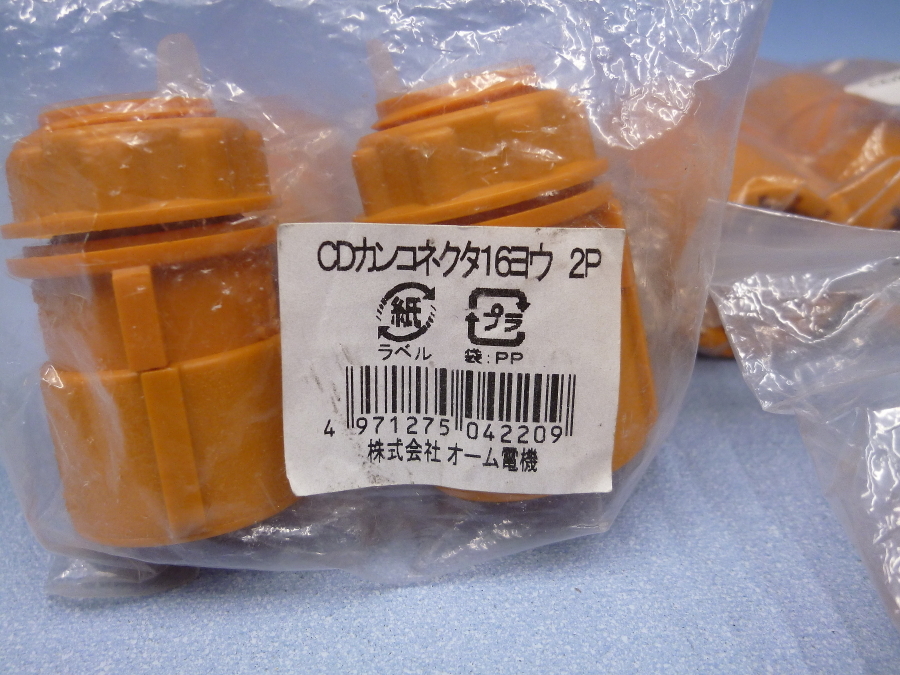 CDカンコネクタ16ヨウ 2P
紙 プラ
ラベル 袋:PP
4 971275 042209
株式会社 オーム電機